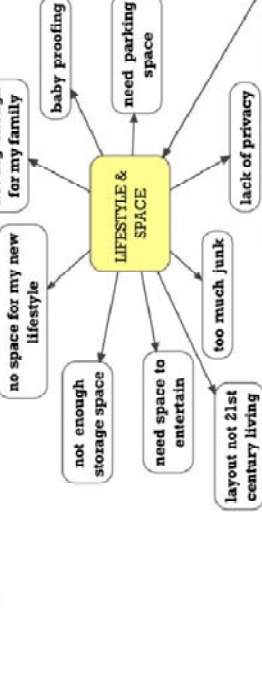 baby proofing
need parking
space
for my family
LIFESTYLE &
SPACE
lack of privacy
no space for my new
lifestyle
too much junk
not enough
storage space
need space to
entertain
layout not 21st
century living